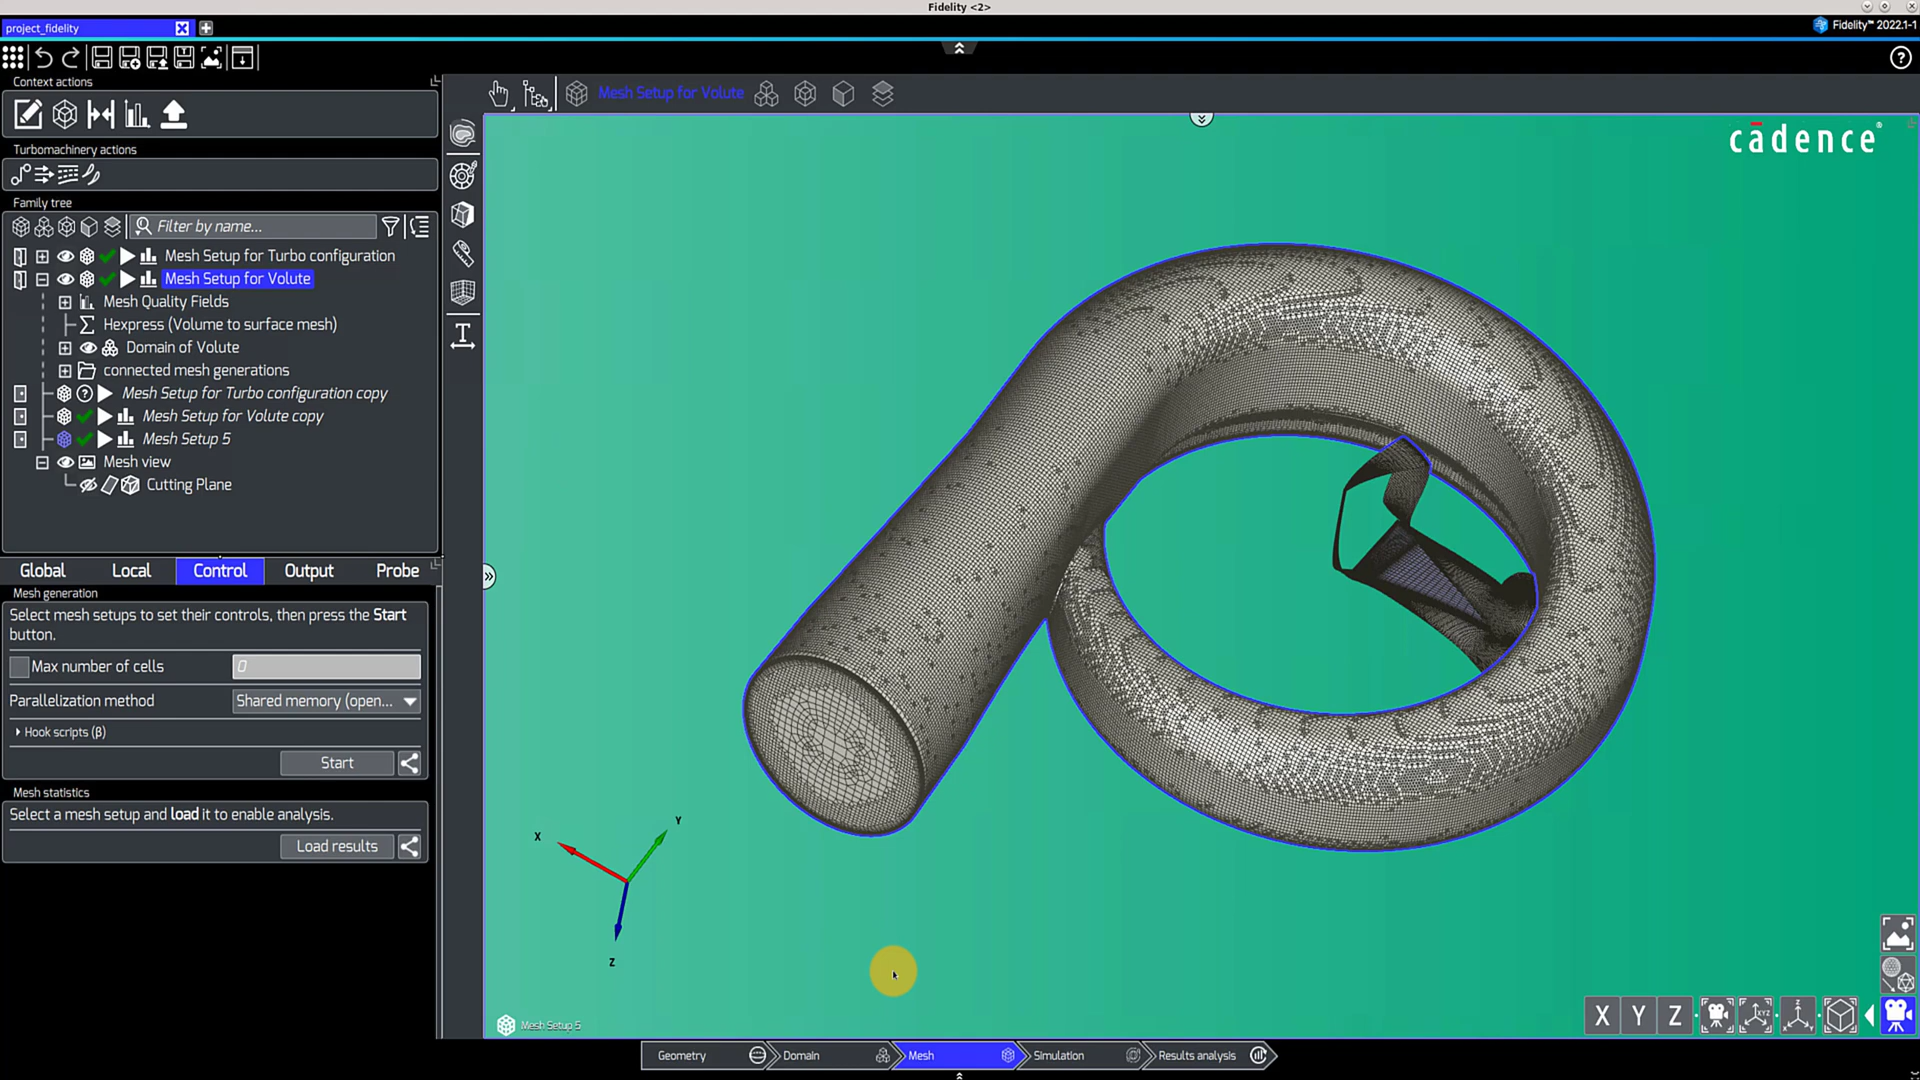 Fidelity <2>
project_fidelity
Fidelity™ 2022.1-1
Context actions
Turbomachinery actions
Family tree
Filter by name...
Mesh Setup for Turbo configuration
Mesh Setup for Volute
Mesh Quality Fields
Hexpress (Volume to surface mesh)
Domain of Volute
connected mesh generations
Mesh Setup for Turbo configuration copy
Mesh Setup for Volute copy
Mesh Setup 5
Mesh view
Cutting Plane
Global Local Control Output Probe
Mesh generation
Select mesh setups to set their controls, then press the Start
button.
Max number of cells 0
Parallelization method Shared memory (open...
Hook scripts (β)
Start
Mesh statistics
Select a mesh setup and load it to enable analysis.
Load results
Mesh Setup for Volute
cādence®
X
Y
Z
Mesh Setup 5
X Y Z
Geometry Domain Mesh Simulation Results analysis